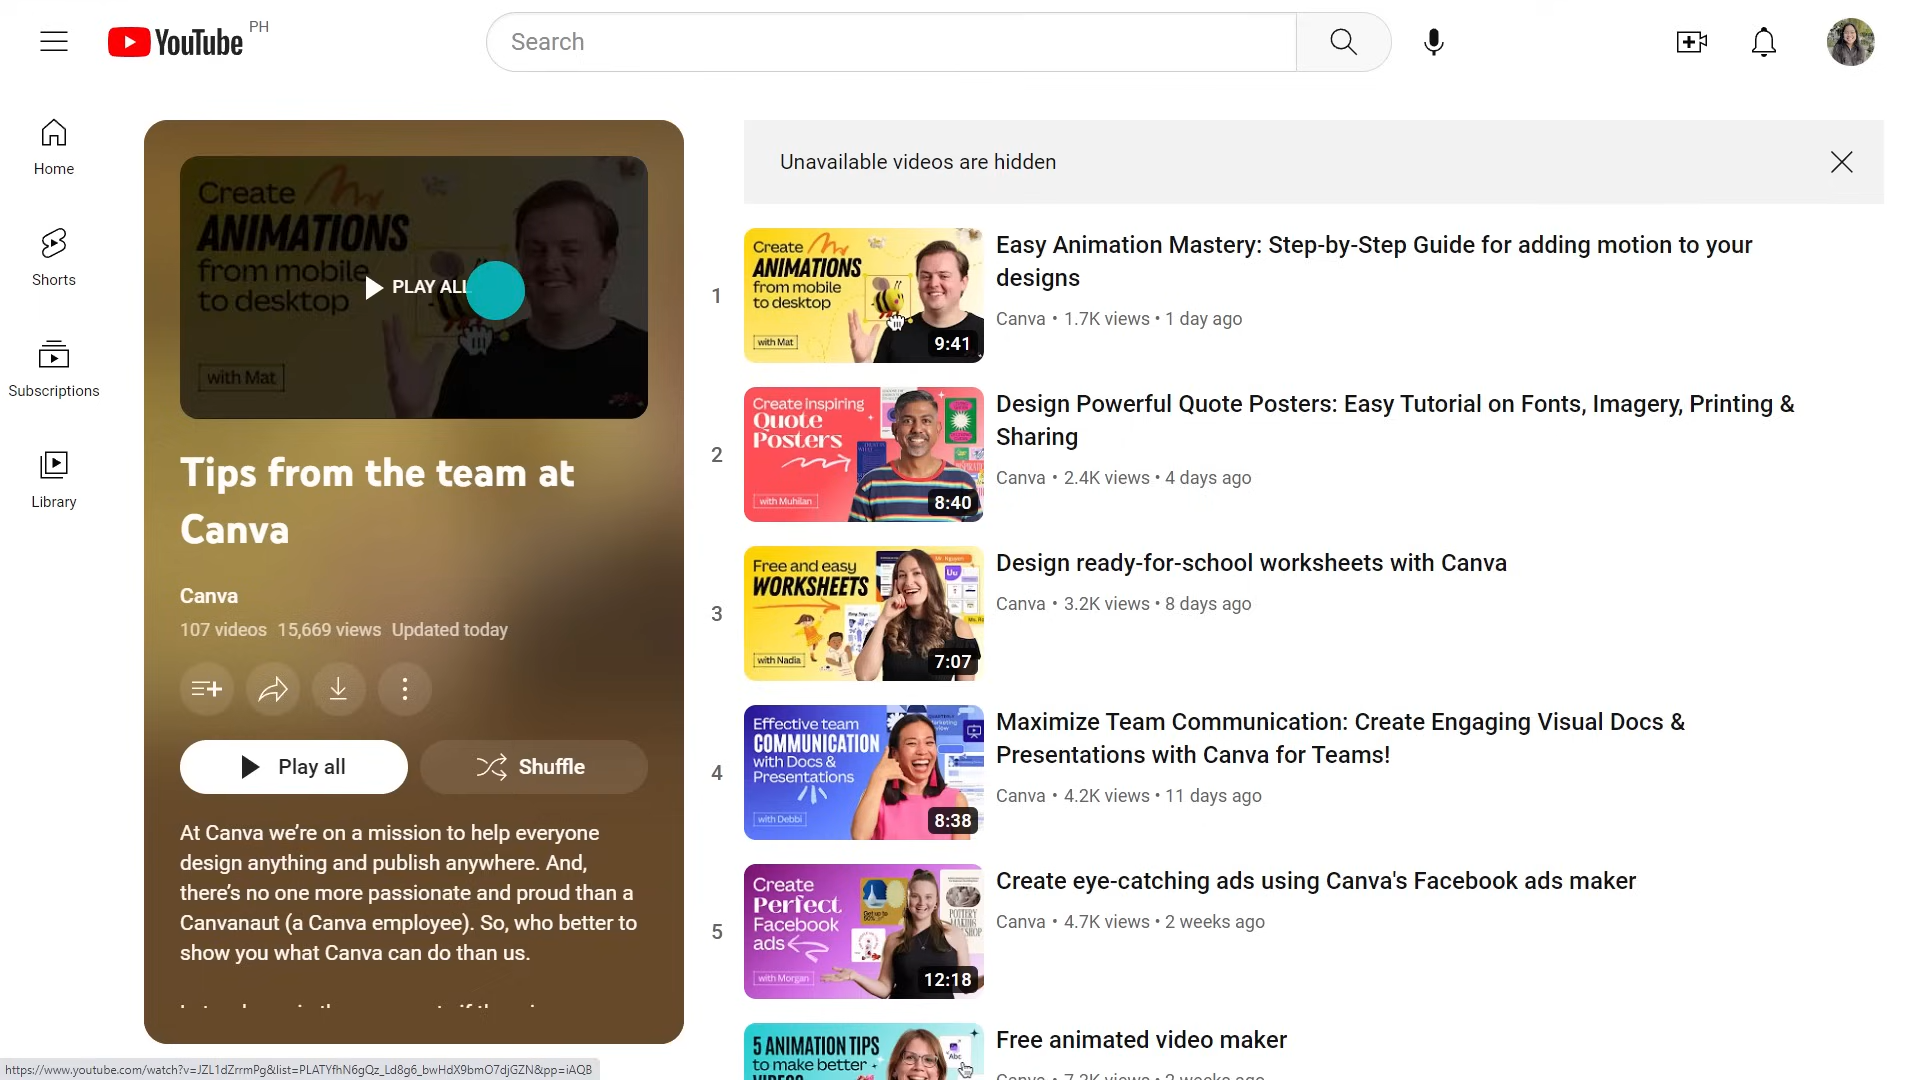 YouTube PH
Search
Home
Shorts
Subscriptions
Library
Create
ANIMATIONS
from mobile
to desktop
PLAY ALL
with Mat
Tips from the team at
Canva
Canva
107 videos 15,669 views Updated today
Play all
Shuffle
At Canva we’re on a mission to help everyone
design anything and publish anywhere. And,
there’s no one more passionate and proud than a
Canvanaut (a Canva employee). So, who better to
show you what Canva can do than us.
Unavailable videos are hidden
1
Create
ANIMATIONS
from mobile
to desktop
with Mat
9:41
Easy Animation Mastery: Step-by-Step Guide for adding motion to your
designs
Canva • 1.7K views • 1 day ago
2
Create inspiring
Quote
Posters
with Muhilan
8:40
Design Powerful Quote Posters: Easy Tutorial on Fonts, Imagery, Printing &
Sharing
Canva • 2.4K views • 4 days ago
3
Free and easy
WORKSHEETS
with Nadia
Uu
7:07
Design ready-for-school worksheets with Canva
Canva • 3.2K views • 8 days ago
4
Effective team
COMMUNICATION
with Docs &
Presentations
with Debbi
8:38
Maximize Team Communication: Create Engaging Visual Docs &
Presentations with Canva for Teams!
Canva • 4.2K views • 11 days ago
5
Create
Perfect
Facebook
ads
with Morgan
POTTERY
MAKING
12:18
Create eye-catching ads using Canva's Facebook ads maker
Canva • 4.7K views • 2 weeks ago
5 ANIMATION TIPS
to make better
VIDEOS
Abc
Free animated video maker
Canva • 7.3K views • 2 weeks ago
https://www.youtube.com/watch?v=JZL1dZrrmPg&list=PLATYfhN6gQz_Ld8g6_bwHdX9bmO7djGZN&pp=iAQB